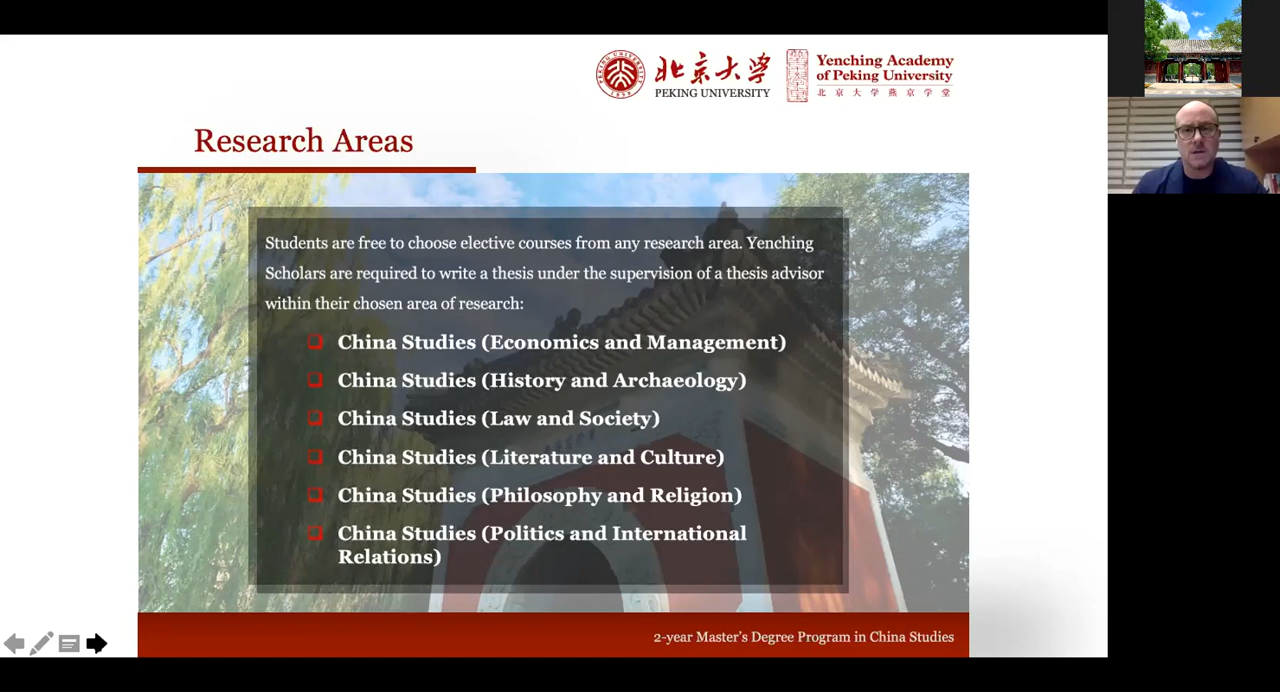 北京大学
PEKING UNIVERSITY
Yenching Academy
of Peking University
北京大学燕京学堂
Research Areas
Students are free to choose elective courses from any research area. Yenching
Scholars are required to write a thesis under the supervision of a thesis advisor
within their chosen area of research:
China Studies (Economics and Management)
China Studies (History and Archaeology)
China Studies (Law and Society)
China Studies (Literature and Culture)
China Studies (Philosophy and Religion)
China Studies (Politics and International
Relations)
2-year Master's Degree Program in China Studies